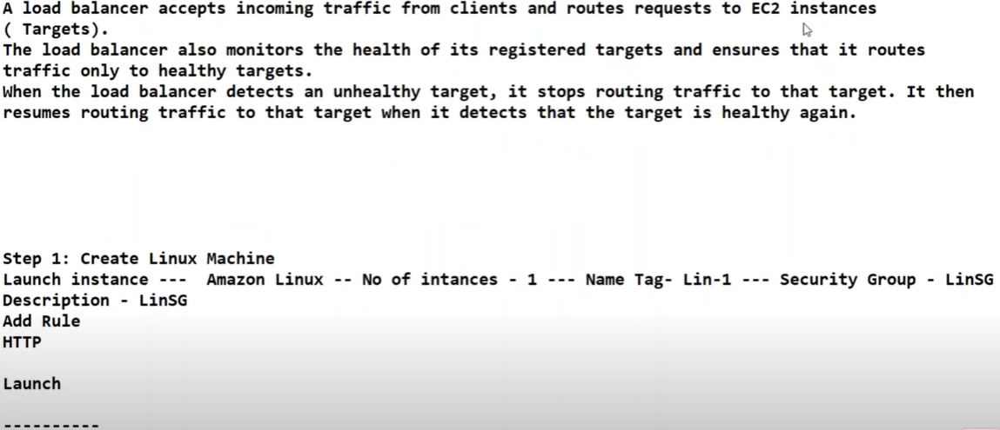 A load balancer accepts incoming traffic from clients and routes requests to EC2 instances
( Targets).
The load balancer also monitors the health of its registered targets and ensures that it routes
traffic only to healthy targets.
When the load balancer detects an unhealthy target, it stops routing traffic to that target. It then
resumes routing traffic to that target when it detects that the target is healthy again.
Step 1: Create Linux Machine
Launch instance --- Amazon Linux -- No of intances - 1 --- Name Tag- Lin-1 --- Security Group - LinSG
Description - LinSG
Add Rule
HTTP
Launch
----------